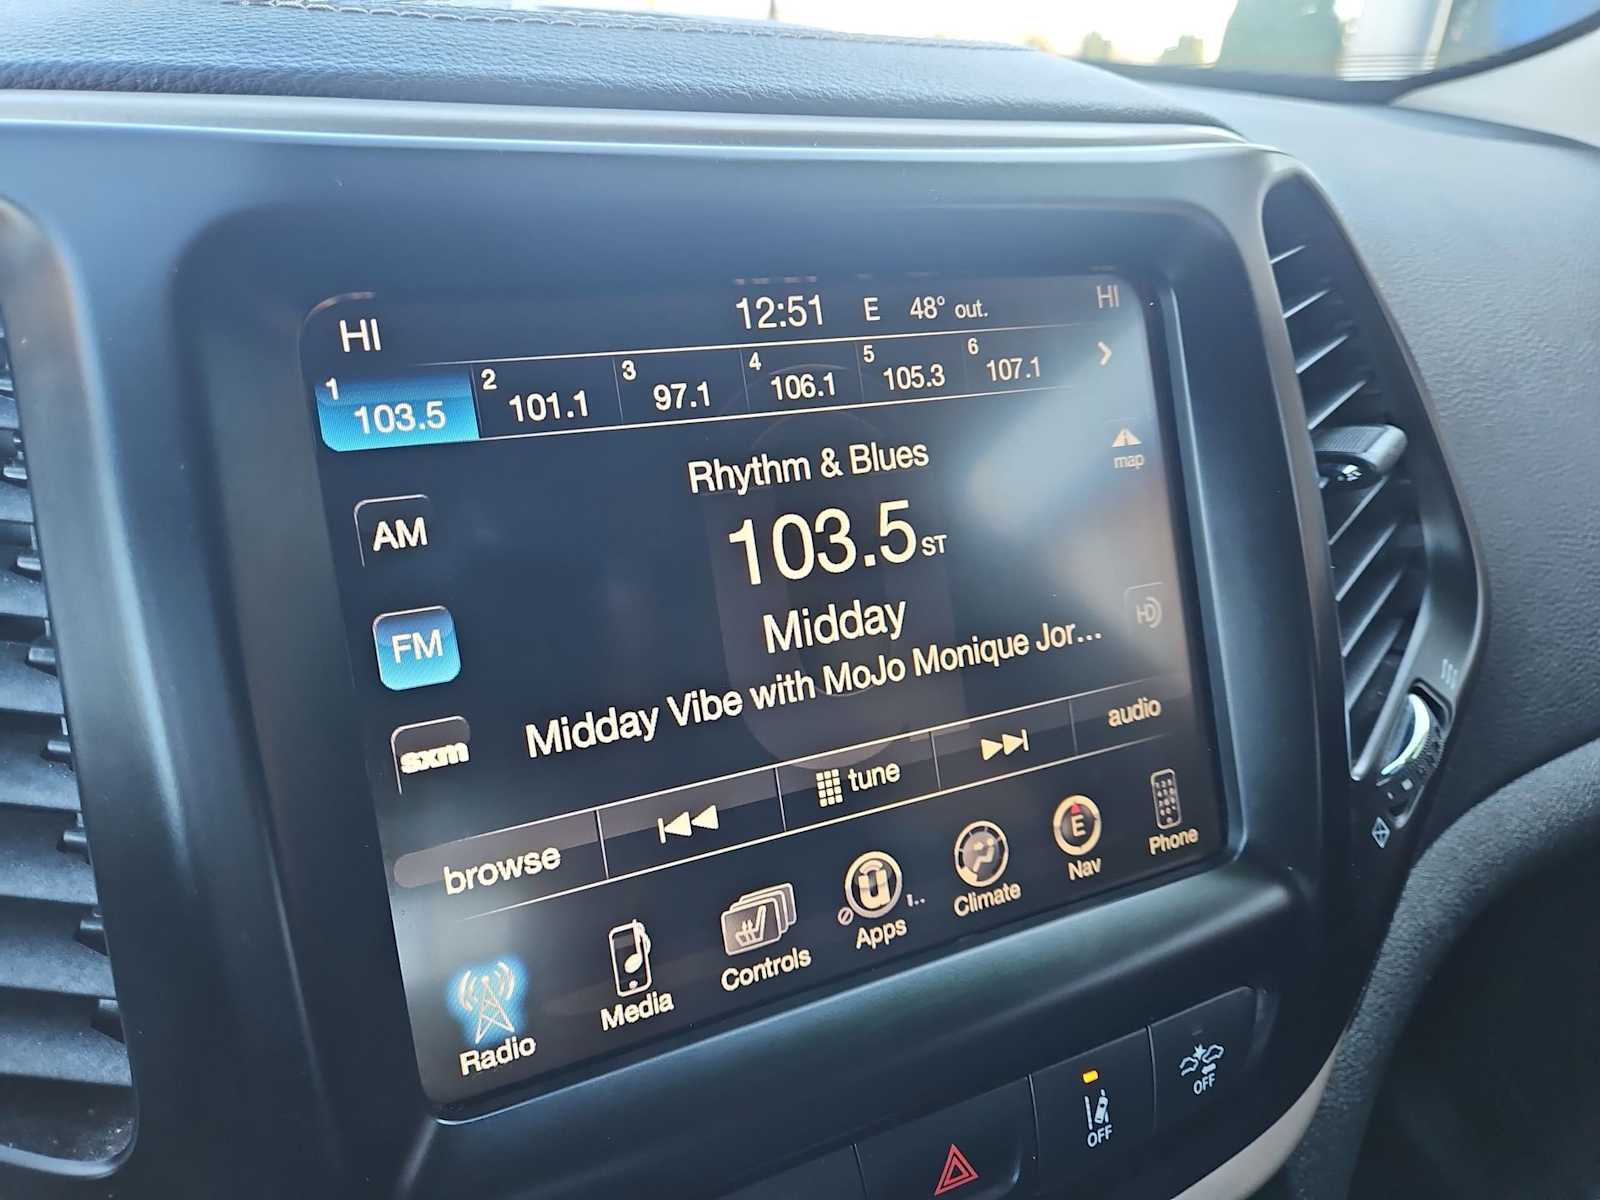 HI 12:51 E 48° out. HI
1 103.5 2 101.1 3 97.1 4 106.1 5 105.3 6 107.1
map
Rhythm & Blues
103.5 ST
AM
FM
sxm
Midday
HD
Midday Vibe with MoJo Monique Jor...
browse tune audio
Radio Media Controls Apps Climate Nav Phone
E
OFF
OFF